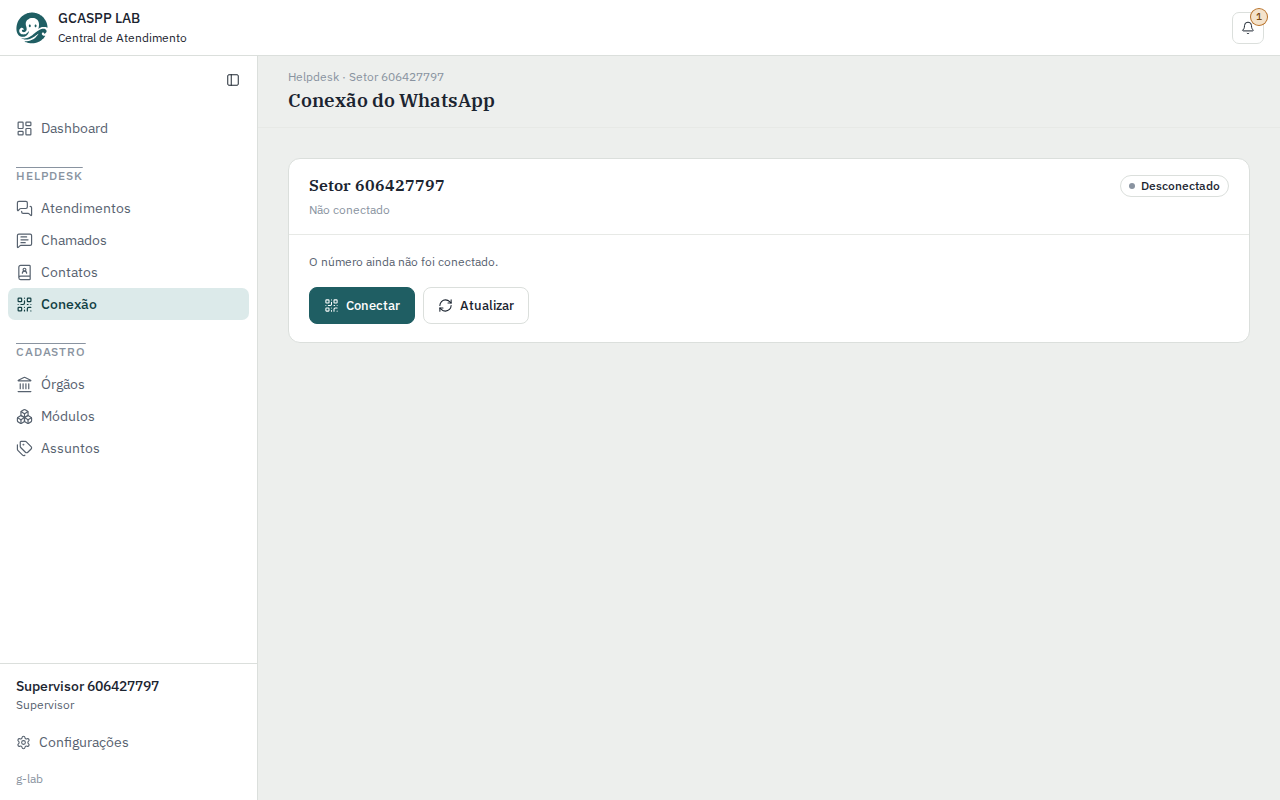 GCASPP LAB
Central de Atendimento
1
Dashboard
HELPDESK
Atendimentos
Chamados
Contatos
Conexão
CADASTRO
Órgãos
Módulos
Assuntos
Supervisor 606427797
Supervisor
Configurações
g-lab
Helpdesk · Setor 606427797
Conexão do WhatsApp
Setor 606427797
Desconectado
Não conectado
O número ainda não foi conectado.
Conectar
Atualizar